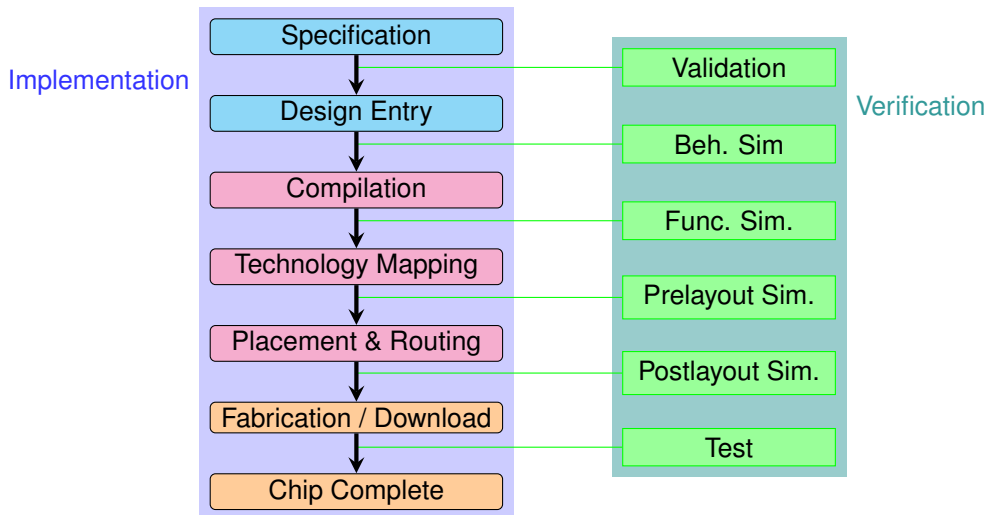 Specification
Validation
Implementation
Design Entry
Verification
Beh. Sim
Compilation
Func. Sim.
Technology Mapping
Prelayout Sim.
Placement & Routing
Postlayout Sim.
Fabrication / Download
Test
Chip Complete